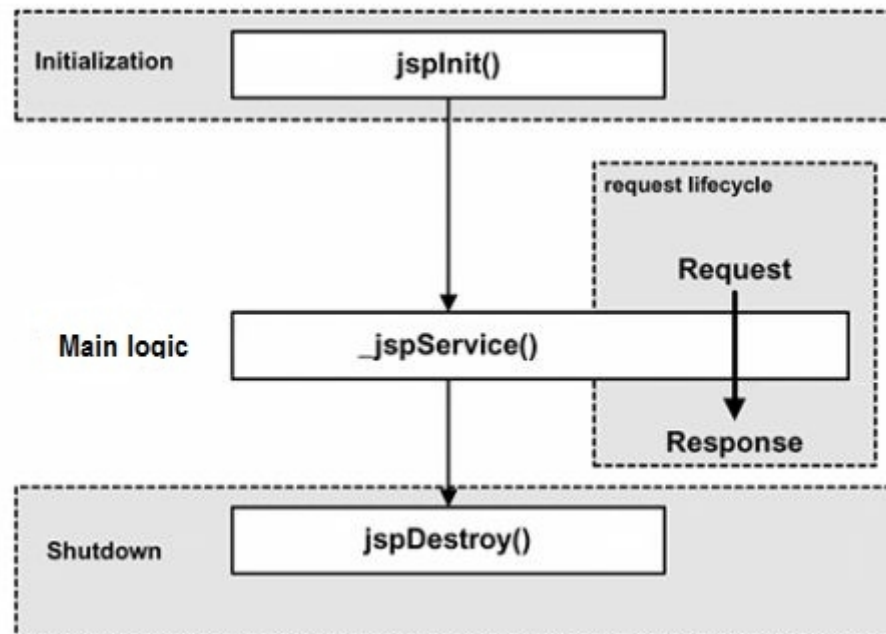 Initialization
jspInit()
request lifecycle
Request
Main logic
_jspService()
Response
jspDestroy()
Shutdown